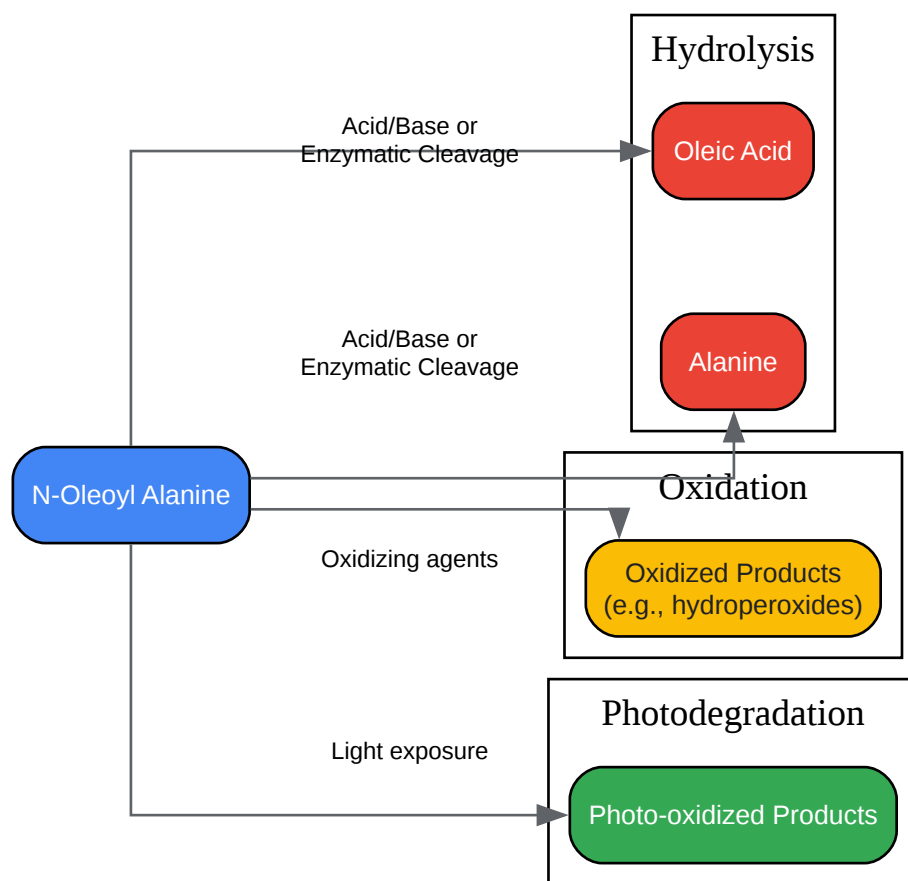 Hydrolysis
Acid/Base or
Enzymatic Cleavage
Oleic Acid
Acid/Base or
Enzymatic Cleavage
Alanine
N-Oleoyl Alanine
Oxidation
Oxidizing agents
Oxidized Products
(e.g., hydroperoxides)
Photodegradation
Light exposure
Photo-oxidized Products